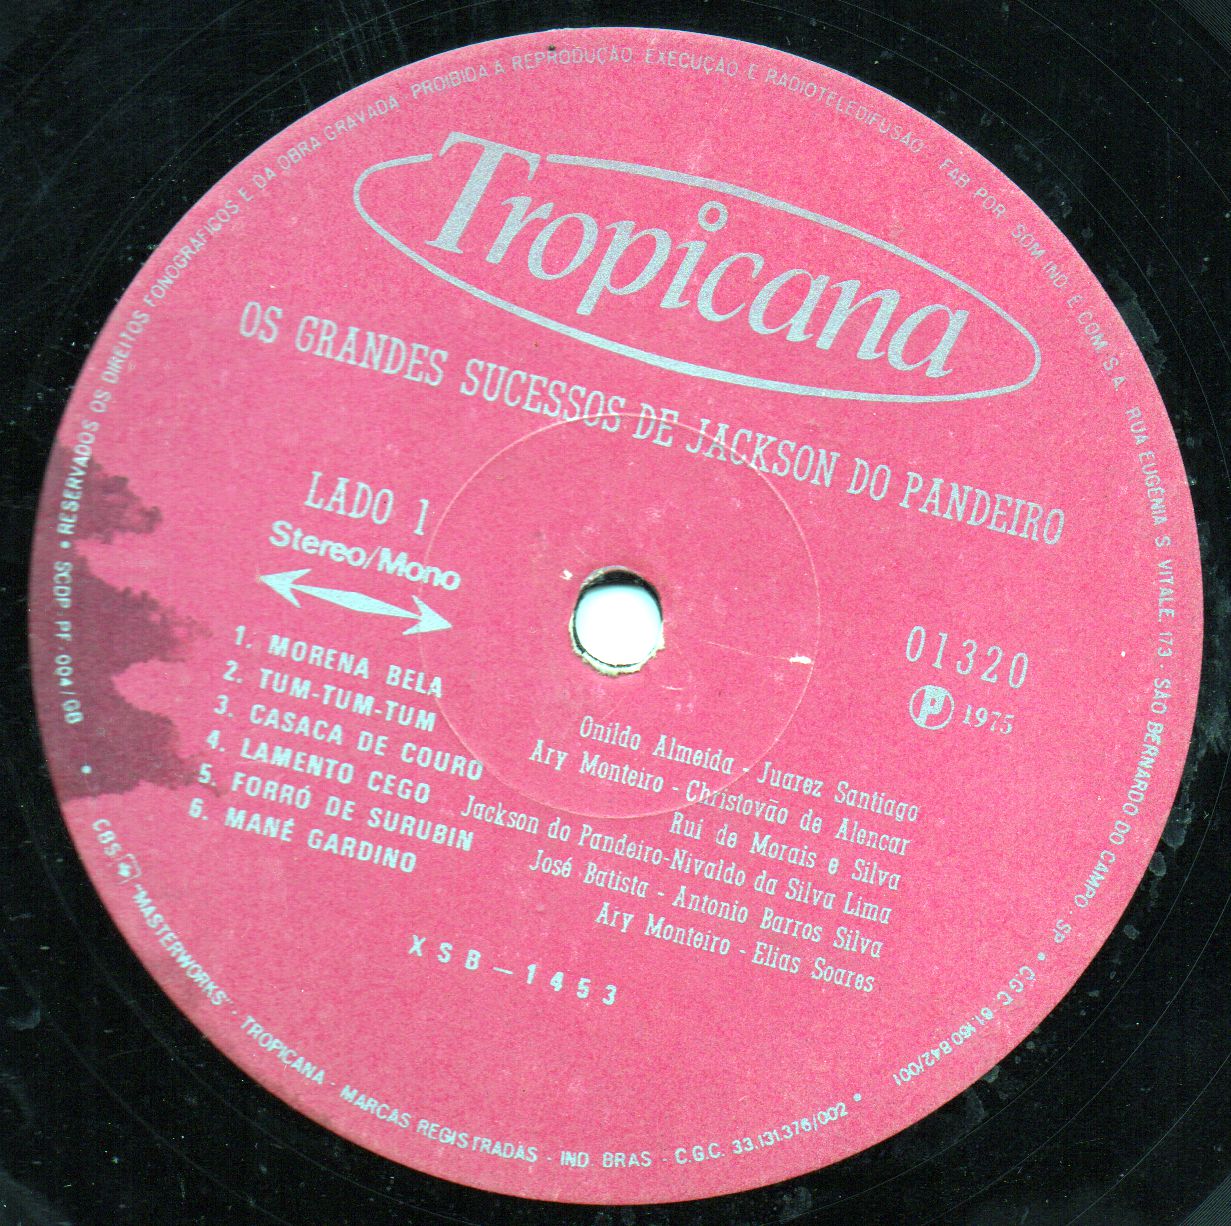 RESERVADOS OS DIREITOS FONOGRÁFICOS E DA OBRA GRAVADA · PROIBIDA A REPRODUÇÃO, EXECUÇÃO E RADIOTELEDIFUSÃO · FAB. POR SOM IND. E COM S.A. RUA EUGÊNIA S. VITALE, 173 · SÃO BERNARDO DO CAMPO · SP • C.G.C. 61.160.842/001
Tropicana
OS GRANDES SUCESSOS DE JACKSON DO PANDEIRO
LADO 1
Stereo/Mono
01320
P 1975
1. MORENA BELA
2. TUM-TUM-TUM
3. CASACA DE COURO
4. LAMENTO CEGO
5. FORRÓ DE SURUBIN
6. MANÉ GARDINO
Onildo Almeida - Juarez Santiago
Ary Monteiro - Christovão de Alencar
Rui de Morais e Silva
Jackson do Pandeiro-Nivaldo da Silva Lima
José Batista - Antonio Barros Silva
Ary Monteiro - Elias Soares
XSB-1453
• SCDP. PF. 004/GB •
CBS "MASTERWORKS" · TROPICANA - MARCAS REGISTRADAS - IND. BRAS - C.G.C. 33.131.376/002 •